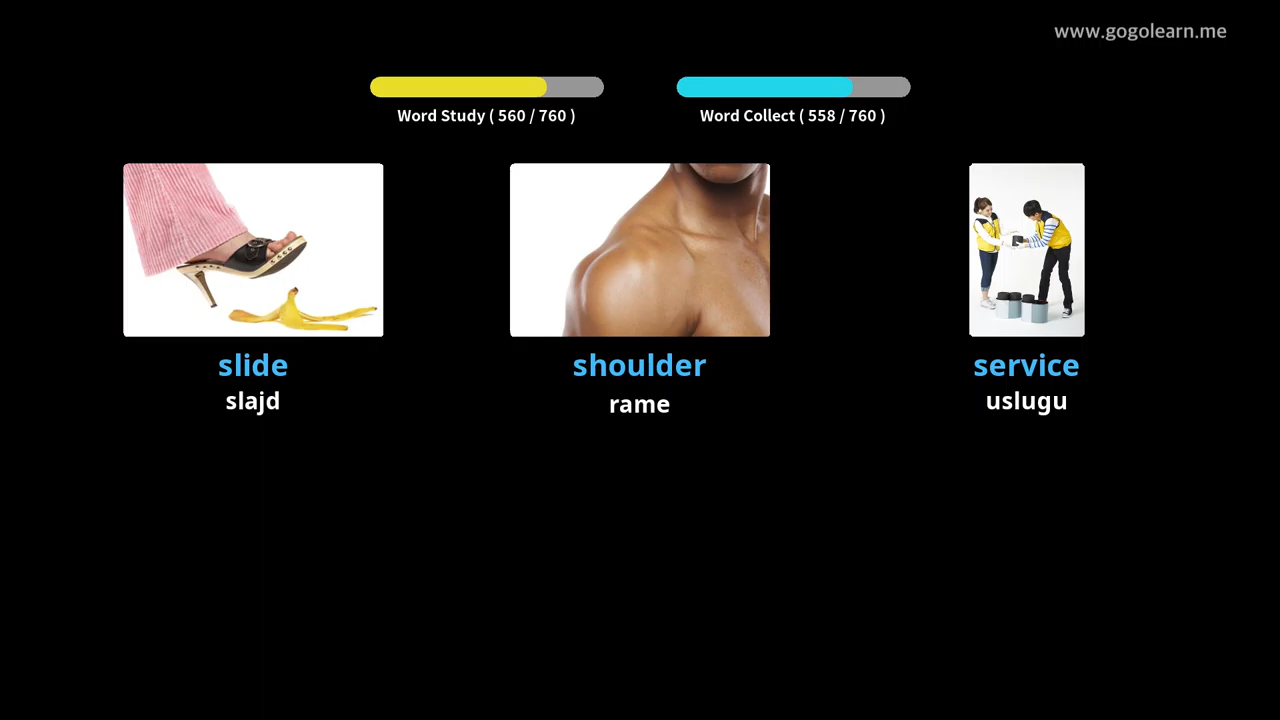 www.gogolearn.me
Word Study ( 560 / 760 )
Word Collect ( 558 / 760 )
slide
slajd
shoulder
rame
service
uslugu